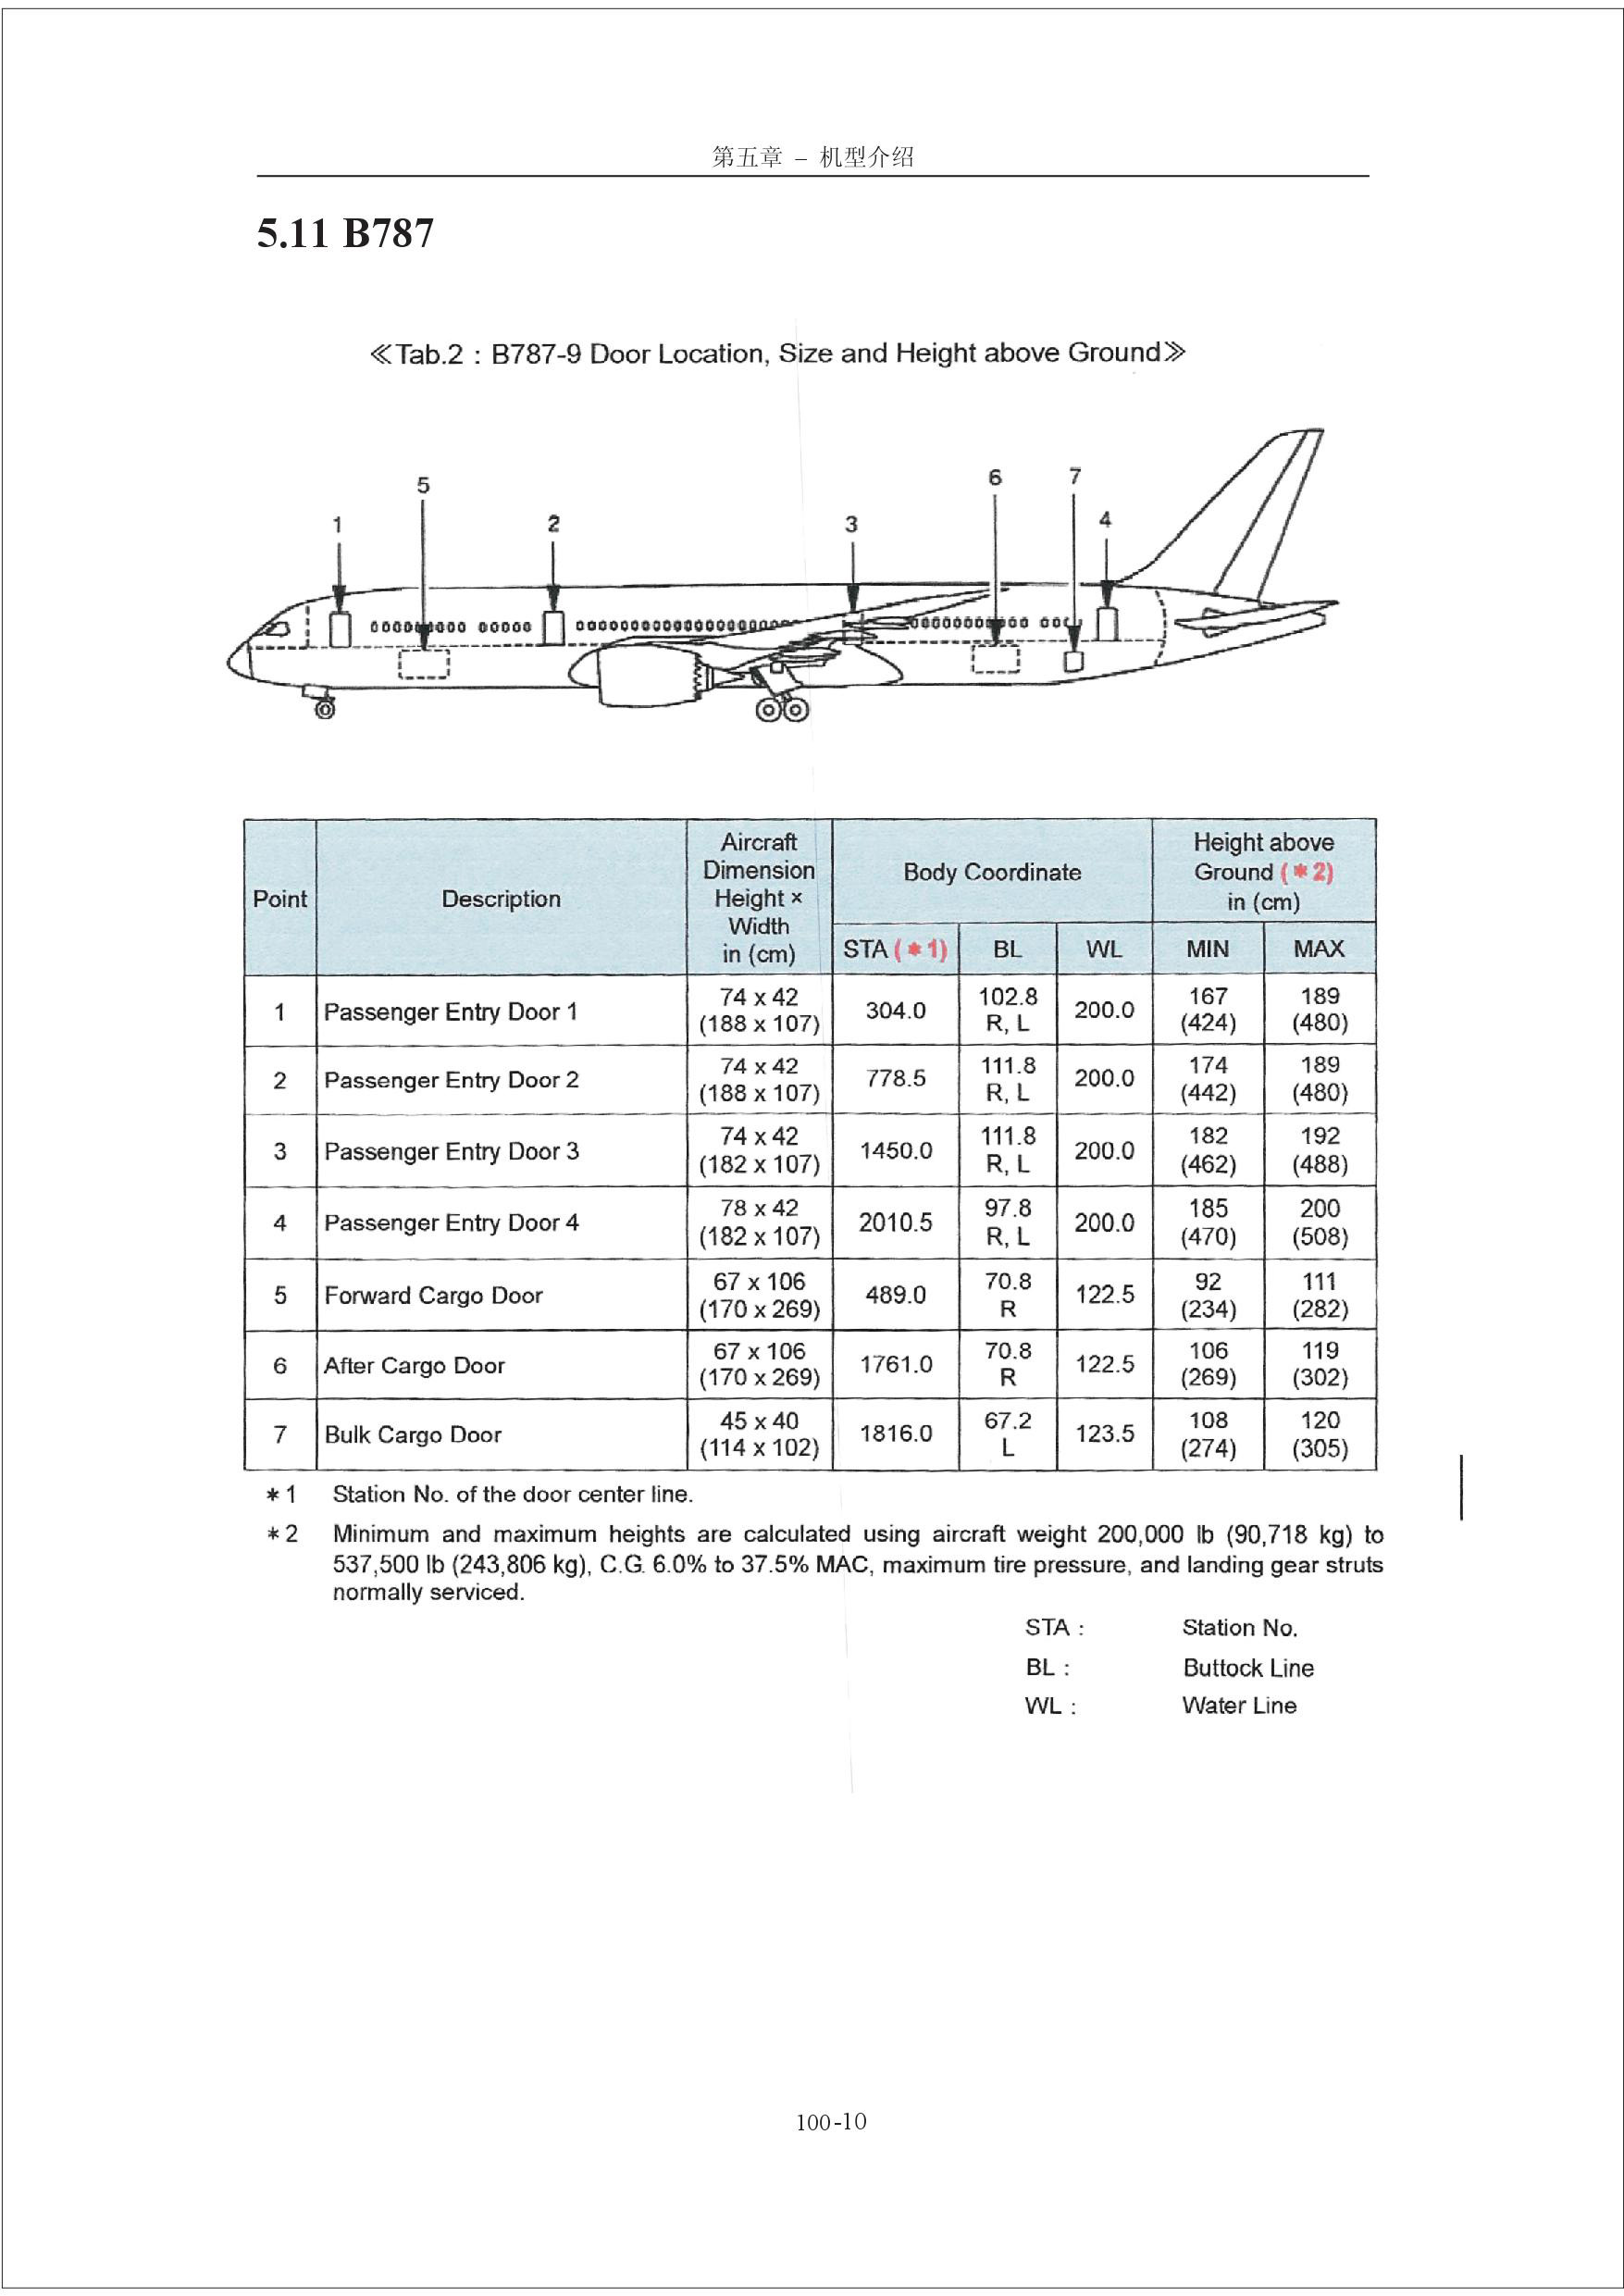 第五章 – 机型介绍
5.11 B787
≪Tab.2 : B787-9 Door Location, Size and Height above Ground≫
5
6
7
1
2
3
4
Point
Description
Aircraft
Dimension
Height ×
Width
in (cm)
Body Coordinate
Height above
Ground (＊2)
in (cm)
STA (＊1)
BL
WL
MIN
MAX
1 Passenger Entry Door 1 74 x 42 304.0 102.8 200.0 167 189
(188 x 107) R, L (424) (480)
2 Passenger Entry Door 2 74 x 42 778.5 111.8 200.0 174 189
(188 x 107) R, L (442) (480)
3 Passenger Entry Door 3 74 x 42 1450.0 111.8 200.0 182 192
(182 x 107) R, L (462) (488)
4 Passenger Entry Door 4 78 x 42 2010.5 97.8 200.0 185 200
(182 x 107) R, L (470) (508)
5 Forward Cargo Door 67 x 106 489.0 70.8 122.5 92 111
(170 x 269) R (234) (282)
6 After Cargo Door 67 x 106 1761.0 70.8 122.5 106 119
(170 x 269) R (269) (302)
7 Bulk Cargo Door 45 x 40 1816.0 67.2 123.5 108 120
(114 x 102) L (274) (305)
＊1 Station No. of the door center line.
＊2 Minimum and maximum heights are calculated using aircraft weight 200,000 lb (90,718 kg) to
537,500 lb (243,806 kg), C.G. 6.0% to 37.5% MAC, maximum tire pressure, and landing gear struts
normally serviced.
STA : Station No.
BL : Buttock Line
WL : Water Line
100-10